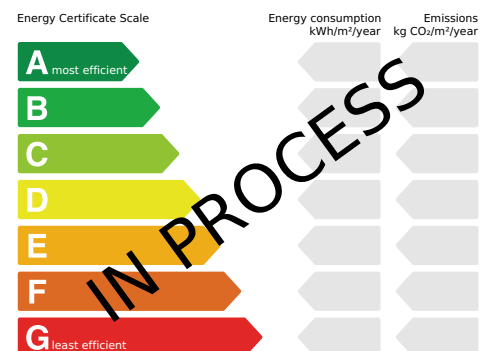 Energy Certificate Scale
Energy consumption
kWh/m²/year
Emissions
kg CO₂/m²/year
A most efficient
B
C
D
E
F
G least efficient
IN PROCESS